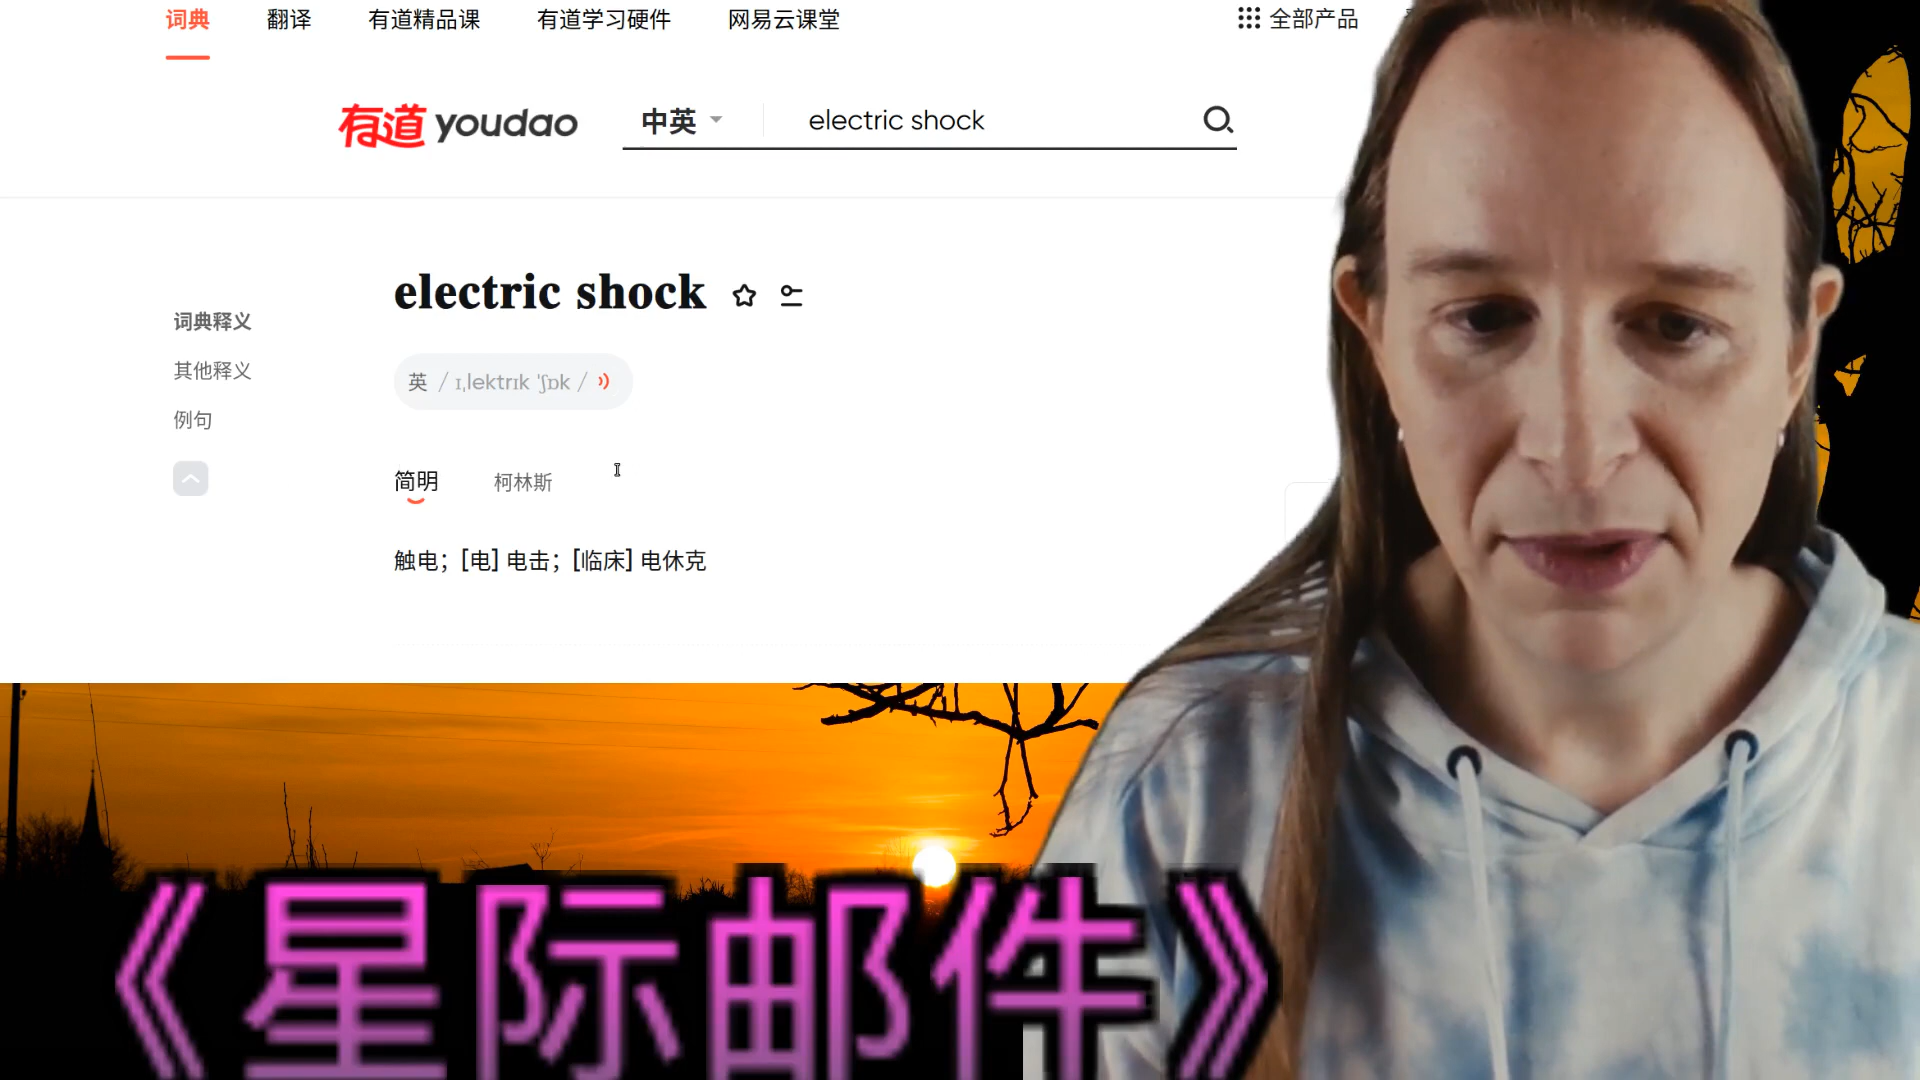 词典 翻译 有道精品课 有道学习硬件 网易云课堂 全部产品
有道 youdao 中英 electric shock
electric shock
词典释义
其他释义
例句
英 / ɪˌlektrɪk ˈʃɒk /
简明 柯林斯
触电；[电] 电击；[临床] 电休克
《星际邮件》